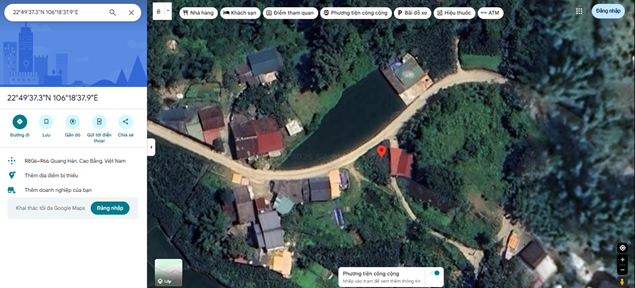 22°49'37.3"N 106°18'37.9"E
Nhà hàng
Khách sạn
Điểm tham quan
Phương tiện công cộng
Bãi đỗ xe
Hiệu thuốc
ATM
Đăng nhập
22°49'37.3"N 106°18'37.9"E
Đường đi
Lưu
Gần đó
Gửi tới điện thoại
Chia sẻ
R8G6+R66 Quang Hán, Cao Bằng, Việt Nam
Thêm địa điểm bị thiếu
Thêm doanh nghiệp của bạn
Khai thác tối đa Google Maps
Đăng nhập
Lớp
Phương tiện công cộng
Nhấp vào trạm để xem thêm thông tin